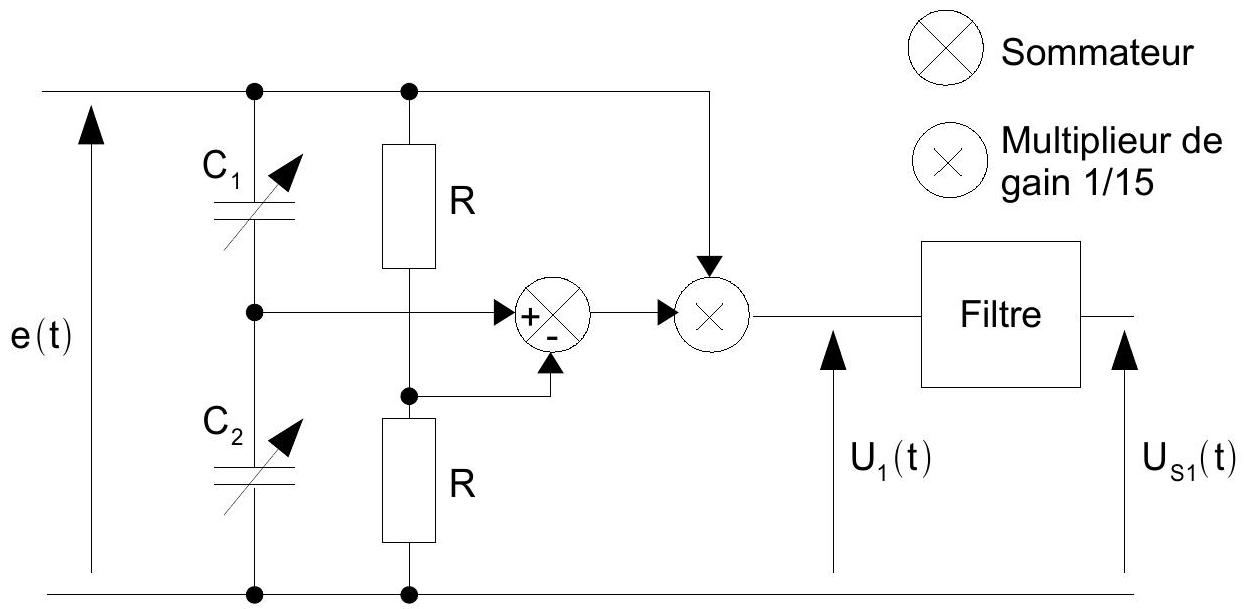 Sommateur
Multiplieur de
gain 1/15
C1
R
e(t)
+
-
Filtre
C2
R
U1(t)
US1(t)